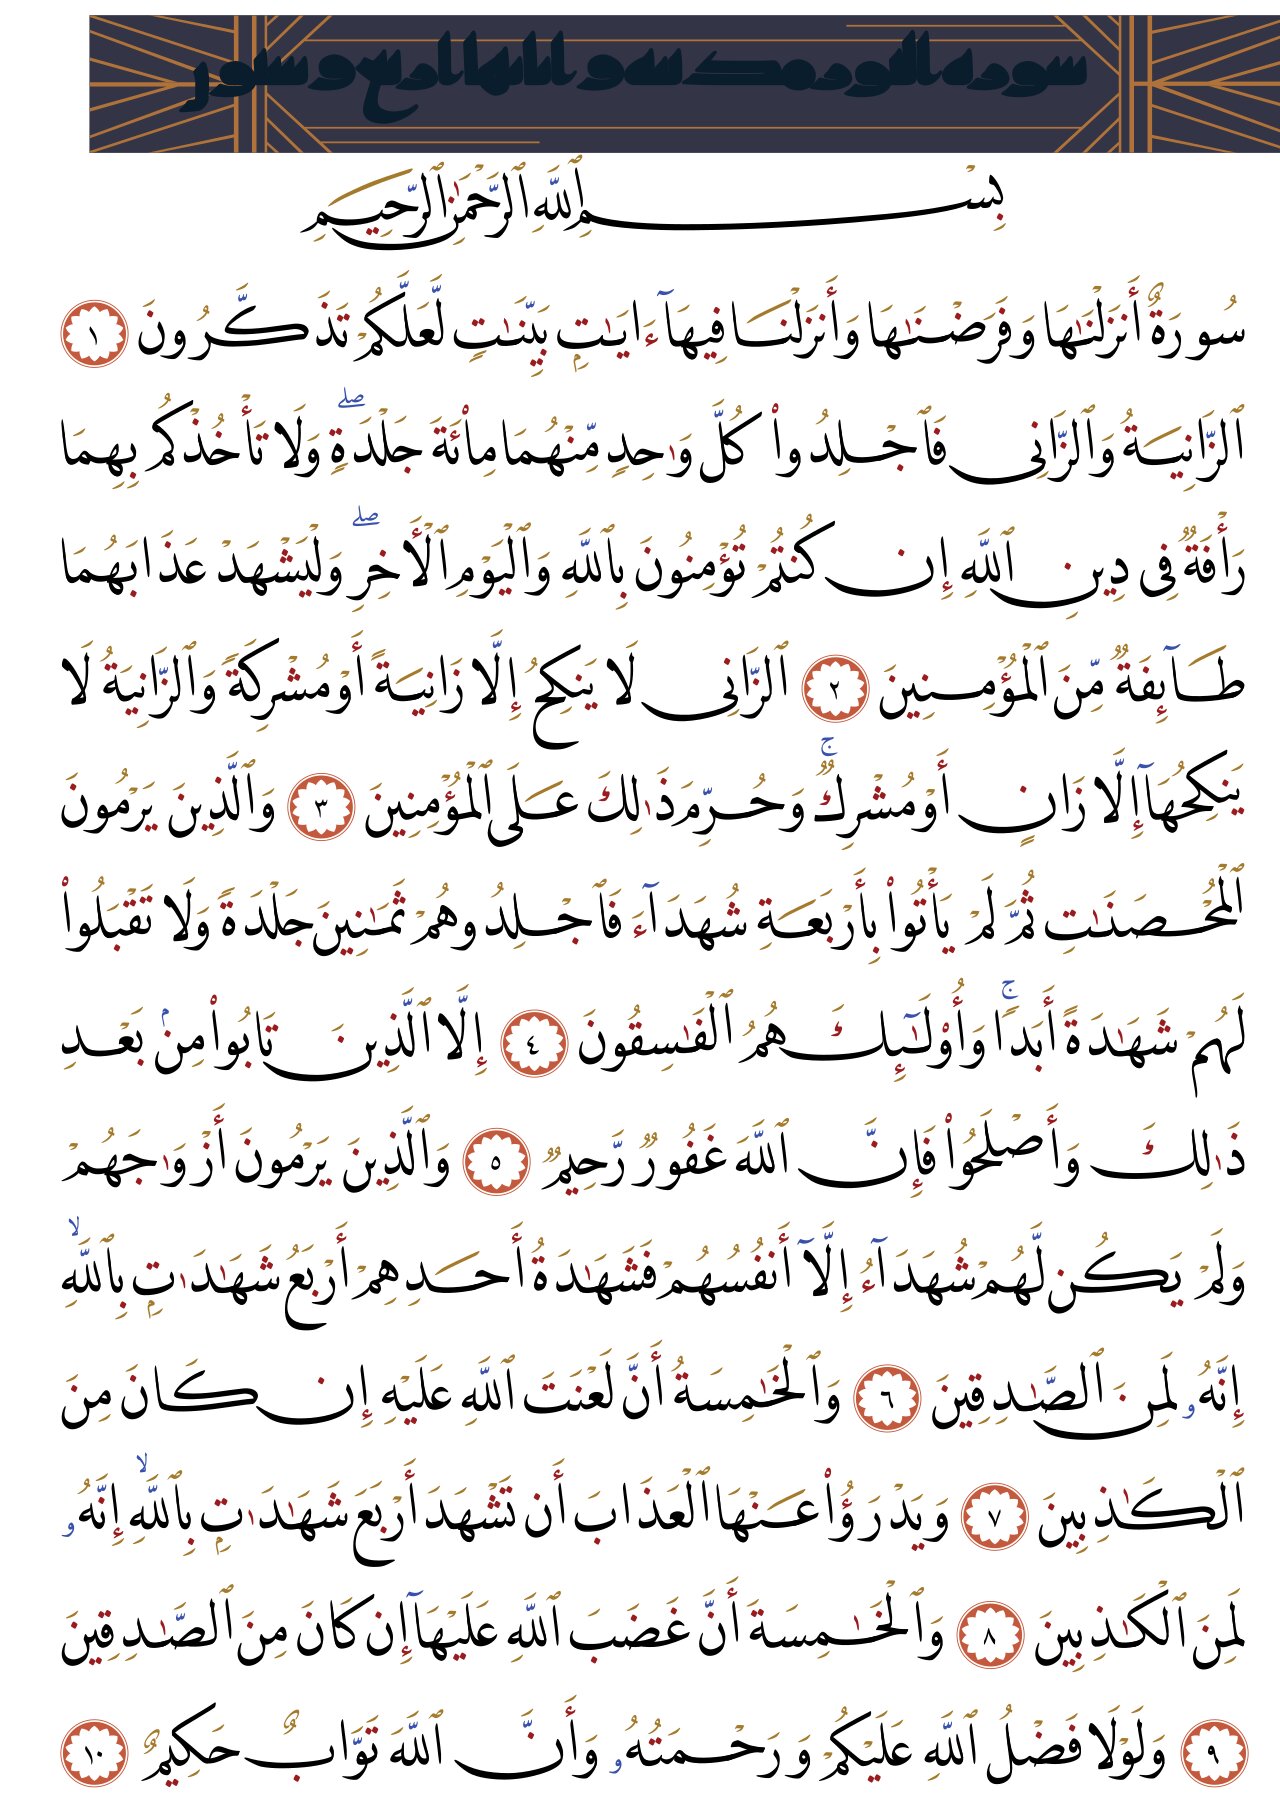 سورة النور وآياتها أربع وستون
بِسْمِ ٱللَّهِ ٱلرَّحْمَٰنِ ٱلرَّحِيمِ
سُورَةٌ أَنزَلْنَٰهَا وَفَرَضْنَٰهَا وَأَنزَلْنَا فِيهَآ ءَايَٰتٍۭ بَيِّنَٰتٍ لَّعَلَّكُمْ تَذَكَّرُونَ ١
ٱلزَّانِيَةُ وَٱلزَّانِى فَٱجْلِدُوا۟ كُلَّ وَٰحِدٍ مِّنْهُمَا مِا۟ئَةَ جَلْدَةٍ ۖ وَلَا تَأْخُذْكُم بِهِمَا
رَأْفَةٌ فِى دِينِ ٱللَّهِ إِن كُنتُمْ تُؤْمِنُونَ بِٱللَّهِ وَٱلْيَوْمِ ٱلْأَخِرِ ۖ وَلْيَشْهَدْ عَذَابَهُمَا
طَآئِفَةٌ مِّنَ ٱلْمُؤْمِنِينَ ٢ ٱلزَّانِى لَا يَنكِحُ إِلَّا زَانِيَةً أَوْ مُشْرِكَةً وَٱلزَّانِيَةُ لَا
يَنكِحُهَآ إِلَّا زَانٍ أَوْ مُشْرِكٌ ۚ وَحُرِّمَ ذَٰلِكَ عَلَى ٱلْمُؤْمِنِينَ ٣ وَٱلَّذِينَ يَرْمُونَ
ٱلْمُحْصَنَٰتِ ثُمَّ لَمْ يَأْتُوا۟ بِأَرْبَعَةِ شُهَدَآءَ فَٱجْلِدُوهُمْ ثَمَٰنِينَ جَلْدَةً وَلَا تَقْبَلُوا۟
لَهُمْ شَهَٰدَةً أَبَدًا ۚ وَأُو۟لَٰٓئِكَ هُمُ ٱلْفَٰسِقُونَ ٤ إِلَّا ٱلَّذِينَ تَابُوا۟ مِنۢ بَعْدِ
ذَٰلِكَ وَأَصْلَحُوا۟ فَإِنَّ ٱللَّهَ غَفُورٌ رَّحِيمٌ ٥ وَٱلَّذِينَ يَرْمُونَ أَزْوَٰجَهُمْ
وَلَمْ يَكُن لَّهُمْ شُهَدَآءُ إِلَّآ أَنفُسُهُمْ فَشَهَٰدَةُ أَحَدِهِمْ أَرْبَعُ شَهَٰدَٰتٍۭ بِٱللَّهِ ۙ
إِنَّهُۥ لَمِنَ ٱلصَّٰدِقِينَ ٦ وَٱلْخَٰمِسَةُ أَنَّ لَعْنَتَ ٱللَّهِ عَلَيْهِ إِن كَانَ مِنَ
ٱلْكَٰذِبِينَ ٧ وَيَدْرَؤُا۟ عَنْهَا ٱلْعَذَابَ أَن تَشْهَدَ أَرْبَعَ شَهَٰدَٰتٍۭ بِٱللَّهِ ۙ إِنَّهُۥ
لَمِنَ ٱلْكَٰذِبِينَ ٨ وَٱلْخَٰمِسَةَ أَنَّ غَضَبَ ٱللَّهِ عَلَيْهَآ إِن كَانَ مِنَ ٱلصَّٰدِقِينَ
٩ وَلَوْلَا فَضْلُ ٱللَّهِ عَلَيْكُمْ وَرَحْمَتُهُۥ وَأَنَّ ٱللَّهَ تَوَّابٌ حَكِيمٌ ١٠